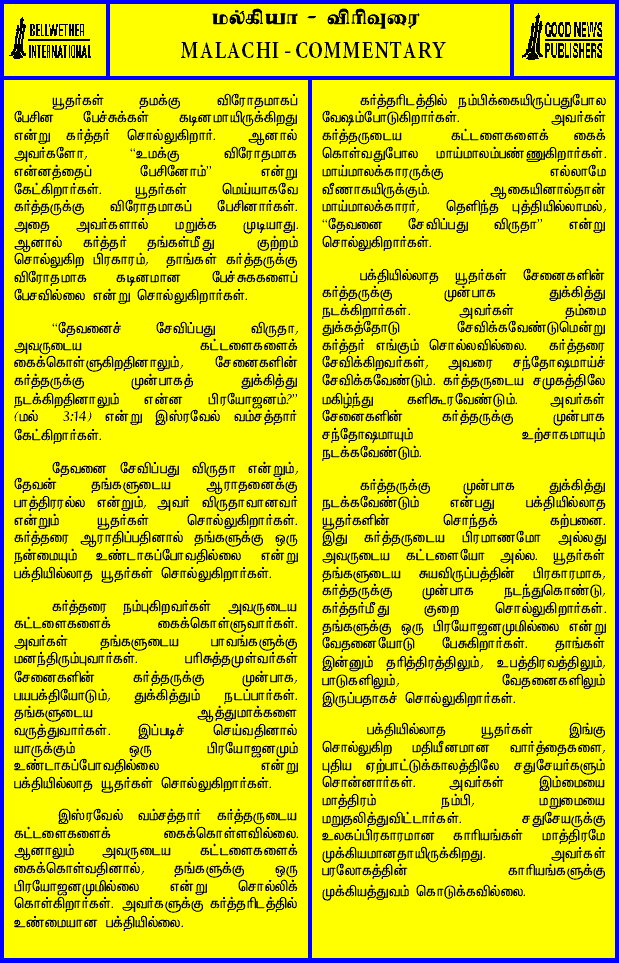 BELLWETHER
INTERNATIONAL
மல்கியா - விரிவுரை
MALACHI - COMMENTARY
GOOD NEWS
PUBLISHERS
யூதர்கள் தமக்கு விரோதமாகப்
பேசின பேச்சுக்கள் கடினமாயிருக்கிறது
என்று கர்த்தர் சொல்லுகிறார். ஆனால்
அவர்களோ, “உமக்கு விரோதமாக
என்னத்தைப் பேசினோம்” என்று
கேட்கிறார்கள். யூதர்கள் மெய்யாகவே
கர்த்தருக்கு விரோதமாகப் பேசினார்கள்.
அதை அவர்களால் மறுக்க முடியாது.
ஆனால் கர்த்தர் தங்கள்மீது குற்றம்
சொல்லுகிற பிரகாரம், தாங்கள் கர்த்தருக்கு
விரோதமாக கடினமான பேச்சுககளைப்
பேசவில்லை என்று சொல்லுகிறார்கள்.
“தேவனைச் சேவிப்பது விருதா,
அவருடைய கட்டளைகளைக்
கைக்கொள்ளுகிறதினாலும், சேனைகளின்
கர்த்தருக்கு முன்பாகத் துக்கித்து
நடக்கிறதினாலும் என்ன பிரயோஜனம்?”
(மல் 3:14) என்று இஸ்ரவேல் வம்சத்தார்
கேட்கிறார்கள்.
தேவனை சேவிப்பது விருதா என்றும்,
தேவன் தங்களுடைய ஆராதனைக்கு
பாத்திரரல்ல என்றும், அவர் விருதாவானவர்
என்றும் யூதர்கள் சொல்லுகிறார்கள்.
கர்த்தரை ஆராதிப்பதினால் தங்களுக்கு ஒரு
நன்மையும் உண்டாகப்போவதில்லை என்று
பக்தியில்லாத யூதர்கள் சொல்லுகிறார்கள்.
கர்த்தரை நம்புகிறவர்கள் அவருடைய
கட்டளைகளைக் கைக்கொள்ளுவார்கள்.
அவர்கள் தங்களுடைய பாவங்களுக்கு
மனந்திரும்புவார்கள். பரிசுத்தமுள்வர்கள்
சேனைகளின் கர்த்தருக்கு முன்பாக,
பயபக்தியோடும், துக்கித்தும் நடப்பார்கள்.
தங்களுடைய ஆத்துமாக்களை
வருத்துவார்கள். இப்படிச் செய்வதினால்
யாருக்கும் ஒரு பிரயோஜனமும்
உண்டாகப்போவதில்லை என்று
பக்தியில்லாத யூதர்கள் சொல்லுகிறார்கள்.
இஸ்ரவேல் வம்சத்தார் கர்த்தருடைய
கட்டளைகளைக் கைக்கொள்ளவில்லை.
ஆனாலும் அவருடைய கட்டளைகளைக்
கைக்கொள்வதினால், தங்களுக்கு ஒரு
பிரயோஜனமுமில்லை என்று சொல்லிக்
கொள்கிறார்கள். அவர்களுக்கு கர்த்தரிடத்தில்
உண்மையான பக்தியில்லை.
கர்த்தரிடத்தில் நம்பிக்கையிருப்பதுபோல
வேஷம்போடுகிறார்கள். அவர்கள்
கர்த்தருடைய கட்டளைகளைக் கைக்
கொள்வதுபோல மாய்மாலம்பண்ணுகிறார்கள்.
மாய்மாலக்காரருக்கு எல்லாமே
வீணாகயிருக்கும். ஆகையினால்தான்
மாய்மாலக்காரர், தெளிந்த புத்தியில்லாமல்,
“தேவனை சேவிப்பது விருதா” என்று
சொல்லுகிறார்கள்.
பக்தியில்லாத யூதர்கள் சேனைகளின்
கர்த்தருக்கு முன்பாக துக்கித்து
நடக்கிறார்கள். அவர்கள் தம்மை
துக்கத்தோடு சேவிக்கவேண்டுமென்று
கர்த்தர் எங்கும் சொல்லவில்லை. கர்த்தரை
சேவிக்கிறவர்கள், அவரை சந்தோஷமாய்ச்
சேவிக்கவேண்டும். கர்த்தருடைய சமுகத்திலே
மகிழ்ந்து களிகூரவேண்டும். அவர்கள்
சேனைகளின் கர்த்தருக்கு முன்பாக
சந்தோஷமாயும் உற்சாகமாயும்
நடக்கவேண்டும்.
கர்த்தருக்கு முன்பாக துக்கித்து
நடக்கவேண்டும் என்பது பக்தியில்லாத
யூதர்களின் சொந்தக் கற்பனை.
இது கர்த்தருடைய பிரமாணமோ அல்லது
அவருடைய கட்டளையோ அல்ல. யூதர்கள்
தங்களுடைய சுயவிருப்பத்தின் பிரகாரமாக,
கர்த்தருக்கு முன்பாக நடந்துகொண்டு,
கர்த்தர்மீது குறை சொல்லுகிறார்கள்.
தங்களுக்கு ஒரு பிரயோஜனமுமில்லை என்று
வேதனையோடு பேசுகிறார்கள். தாங்கள்
இன்னும் தரித்திரத்திலும், உபத்திரவத்திலும்,
பாடுகளிலும், வேதனைகளிலும்
இருப்பதாகச் சொல்லுகிறார்கள்.
பக்தியில்லாத யூதர்கள் இங்கு
சொல்லுகிற மதியீனமான வார்த்தைகளை,
புதிய ஏற்பாட்டுக்காலத்திலே சதுசேயர்களும்
சொன்னார்கள். அவர்கள் இம்மையை
மாத்திரம் நம்பி, மறுமையை
மறுதலித்துவிட்டார்கள். சதுசேயருக்கு
உலகப்பிரகாரமான காரியங்கள் மாத்திரமே
முக்கியமானதாயிருக்கிறது. அவர்கள்
பரலோகத்தின் காரியங்களுக்கு
முக்கியத்துவம் கொடுக்கவில்லை.